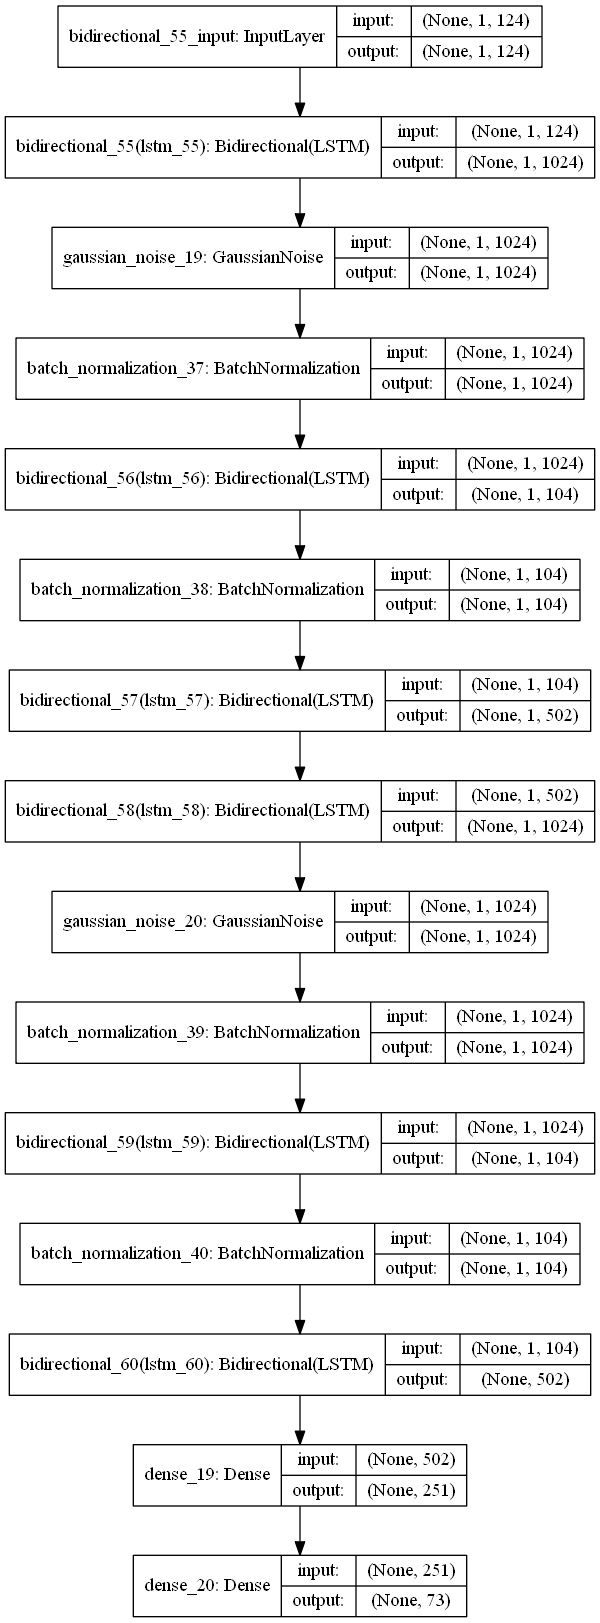 bidirectional_55_input: InputLayer
input: (None, 1, 124)
output: (None, 1, 124)
bidirectional_55(lstm_55): Bidirectional(LSTM)
input: (None, 1, 124)
output: (None, 1, 1024)
gaussian_noise_19: GaussianNoise
input: (None, 1, 1024)
output: (None, 1, 1024)
batch_normalization_37: BatchNormalization
input: (None, 1, 1024)
output: (None, 1, 1024)
bidirectional_56(lstm_56): Bidirectional(LSTM)
input: (None, 1, 1024)
output: (None, 1, 104)
batch_normalization_38: BatchNormalization
input: (None, 1, 104)
output: (None, 1, 104)
bidirectional_57(lstm_57): Bidirectional(LSTM)
input: (None, 1, 104)
output: (None, 1, 502)
bidirectional_58(lstm_58): Bidirectional(LSTM)
input: (None, 1, 502)
output: (None, 1, 1024)
gaussian_noise_20: GaussianNoise
input: (None, 1, 1024)
output: (None, 1, 1024)
batch_normalization_39: BatchNormalization
input: (None, 1, 1024)
output: (None, 1, 1024)
bidirectional_59(lstm_59): Bidirectional(LSTM)
input: (None, 1, 1024)
output: (None, 1, 104)
batch_normalization_40: BatchNormalization
input: (None, 1, 104)
output: (None, 1, 104)
bidirectional_60(lstm_60): Bidirectional(LSTM)
input: (None, 1, 104)
output: (None, 502)
dense_19: Dense
input: (None, 502)
output: (None, 251)
dense_20: Dense
input: (None, 251)
output: (None, 73)